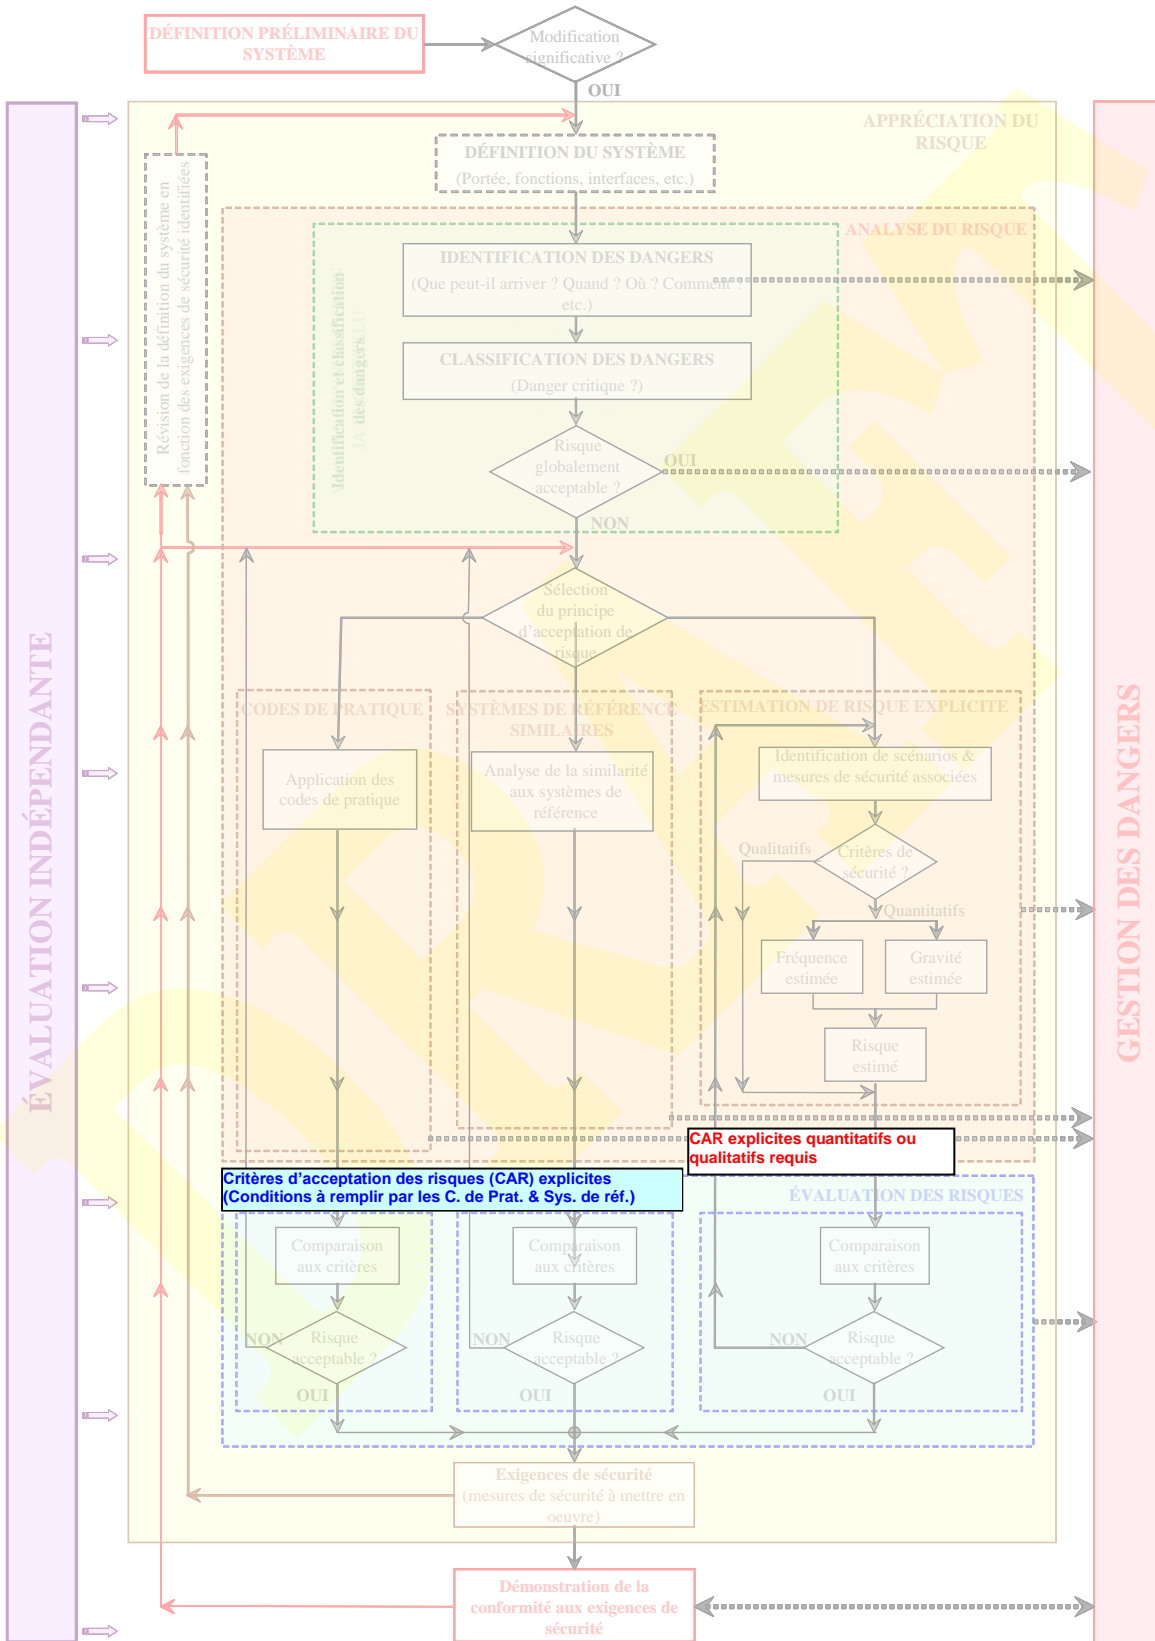 DÉFINITION PRÉLIMINAIRE DU
SYSTÈME
Modification
significative ?
OUI
APPRÉCIATION DU
RISQUE
DÉFINITION DU SYSTÈME
(Portée, fonctions, interfaces, etc.)
Révision de la définition du système en
fonction des exigences de sécurité identifiées
ANALYSE DU RISQUE
IDENTIFICATION DES DANGERS
(Que peut-il arriver ? Quand ? Où ? Comment ?
etc.)
Identification et classification
des dangers
CLASSIFICATION DES DANGERS
(Danger critique ?)
Risque
globalement
acceptable ?
OUI
NON
Sélection
du principe
d’acceptation de
risque
ÉVALUATION INDÉPENDANTE
GESTION DES DANGERS
CODES DE PRATIQUE
SYSTÈMES DE RÉFÉRENCE
SIMILAIRES
ESTIMATION DE RISQUE EXPLICITE
Application des
codes de pratique
Analyse de la similarité
aux systèmes de
référence
Identification de scénarios &
mesures de sécurité associées
Qualitatifs
Critères de
sécurité ?
Quantitatifs
Fréquence
estimée
Gravité
estimée
Risque
estimé
CAR explicites quantitatifs ou
qualitatifs requis
Critères d’acceptation des risques (CAR) explicites
(Conditions à remplir par les C. de Prat. & Sys. de réf.)
ÉVALUATION DES RISQUES
Comparaison
aux critères
Comparaison
aux critères
Comparaison
aux critères
NON
Risque
acceptable ?
NON
Risque
acceptable ?
NON
Risque
acceptable ?
OUI
OUI
OUI
Exigences de sécurité
(mesures de sécurité à mettre en
oeuvre)
Démonstration de la
conformité aux exigences de
sécurité
DRAFT